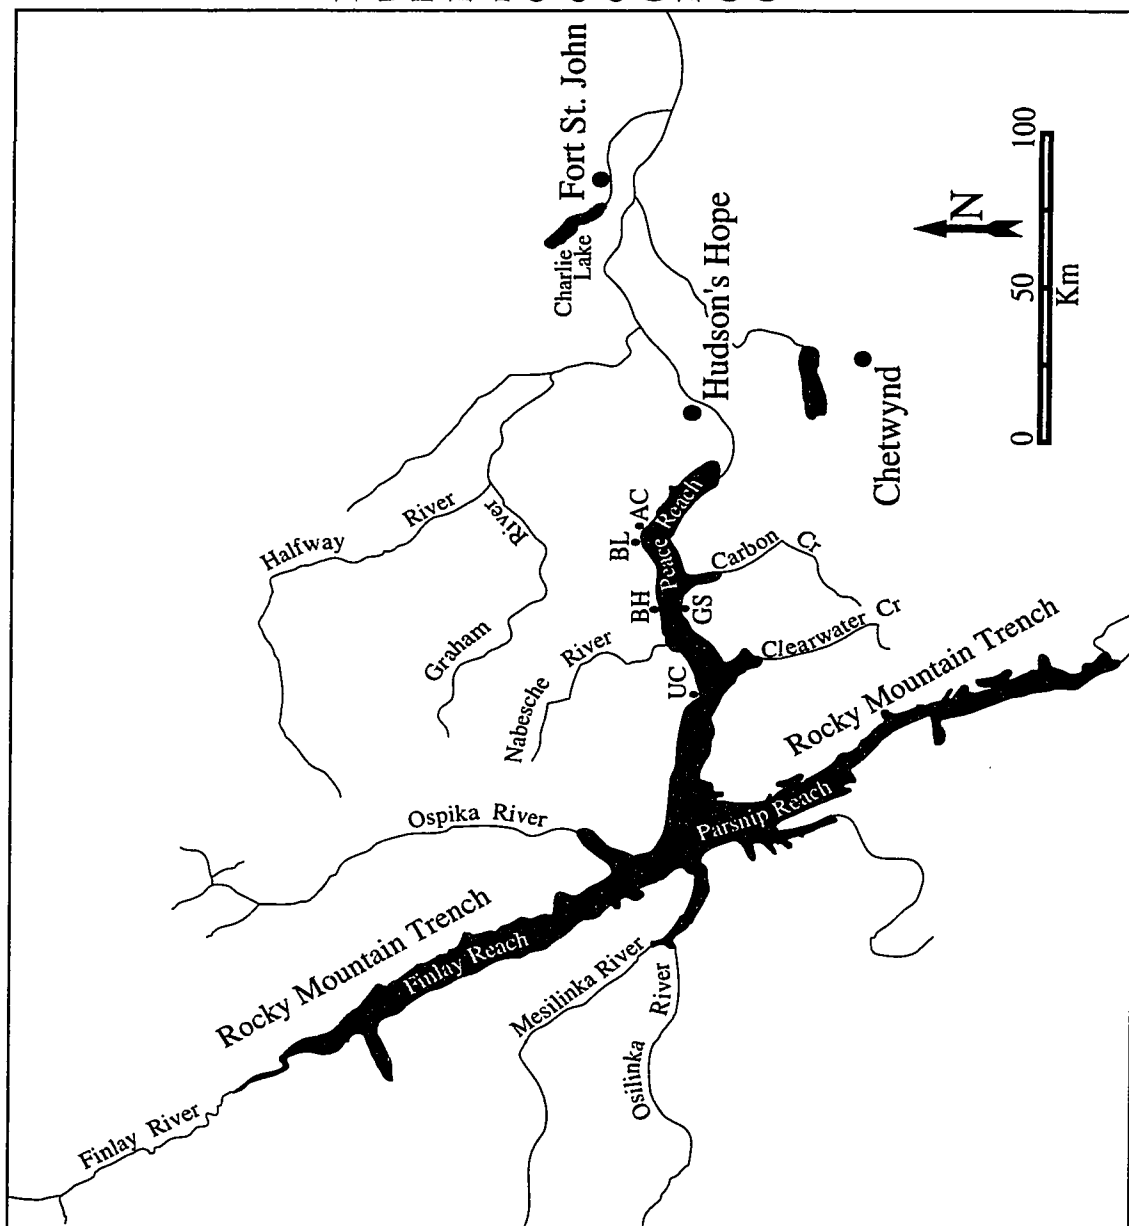 Fort St. John
Charlie
Lake
Hudson's Hope
N
0 50 100
Km
Chetwynd
Halfway River
Graham River
Nabesche River
BL
AC
BH
GS
UC
Peace Reach
Carbon Cr
Clearwater Cr
Rocky Mountain Trench
Parsnip Reach
Ospika River
Rocky Mountain Trench
Finlay Reach
Mesilinka River
Osilinka River
Finlay River